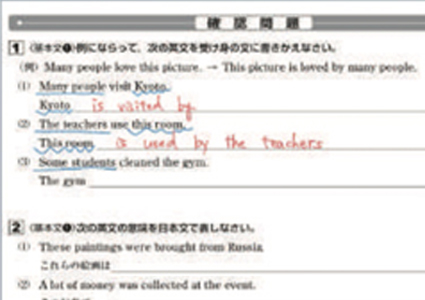 確認問題
1 (基本文❶)例にならって、次の英文を受け身の文に書きかえなさい。
(例) Many people love this picture. → This picture is loved by many people.
(1) Many people visit Kyoto.
Kyoto is visited by
(2) The teachers use this room.
This room is used by the teachers
(3) Some students cleaned the gym.
The gym
2 (基本文❶)次の英文の意味を日本文で表しなさい。
(1) These paintings were brought from Russia.
これらの絵画は
(2) A lot of money was collected at the event.